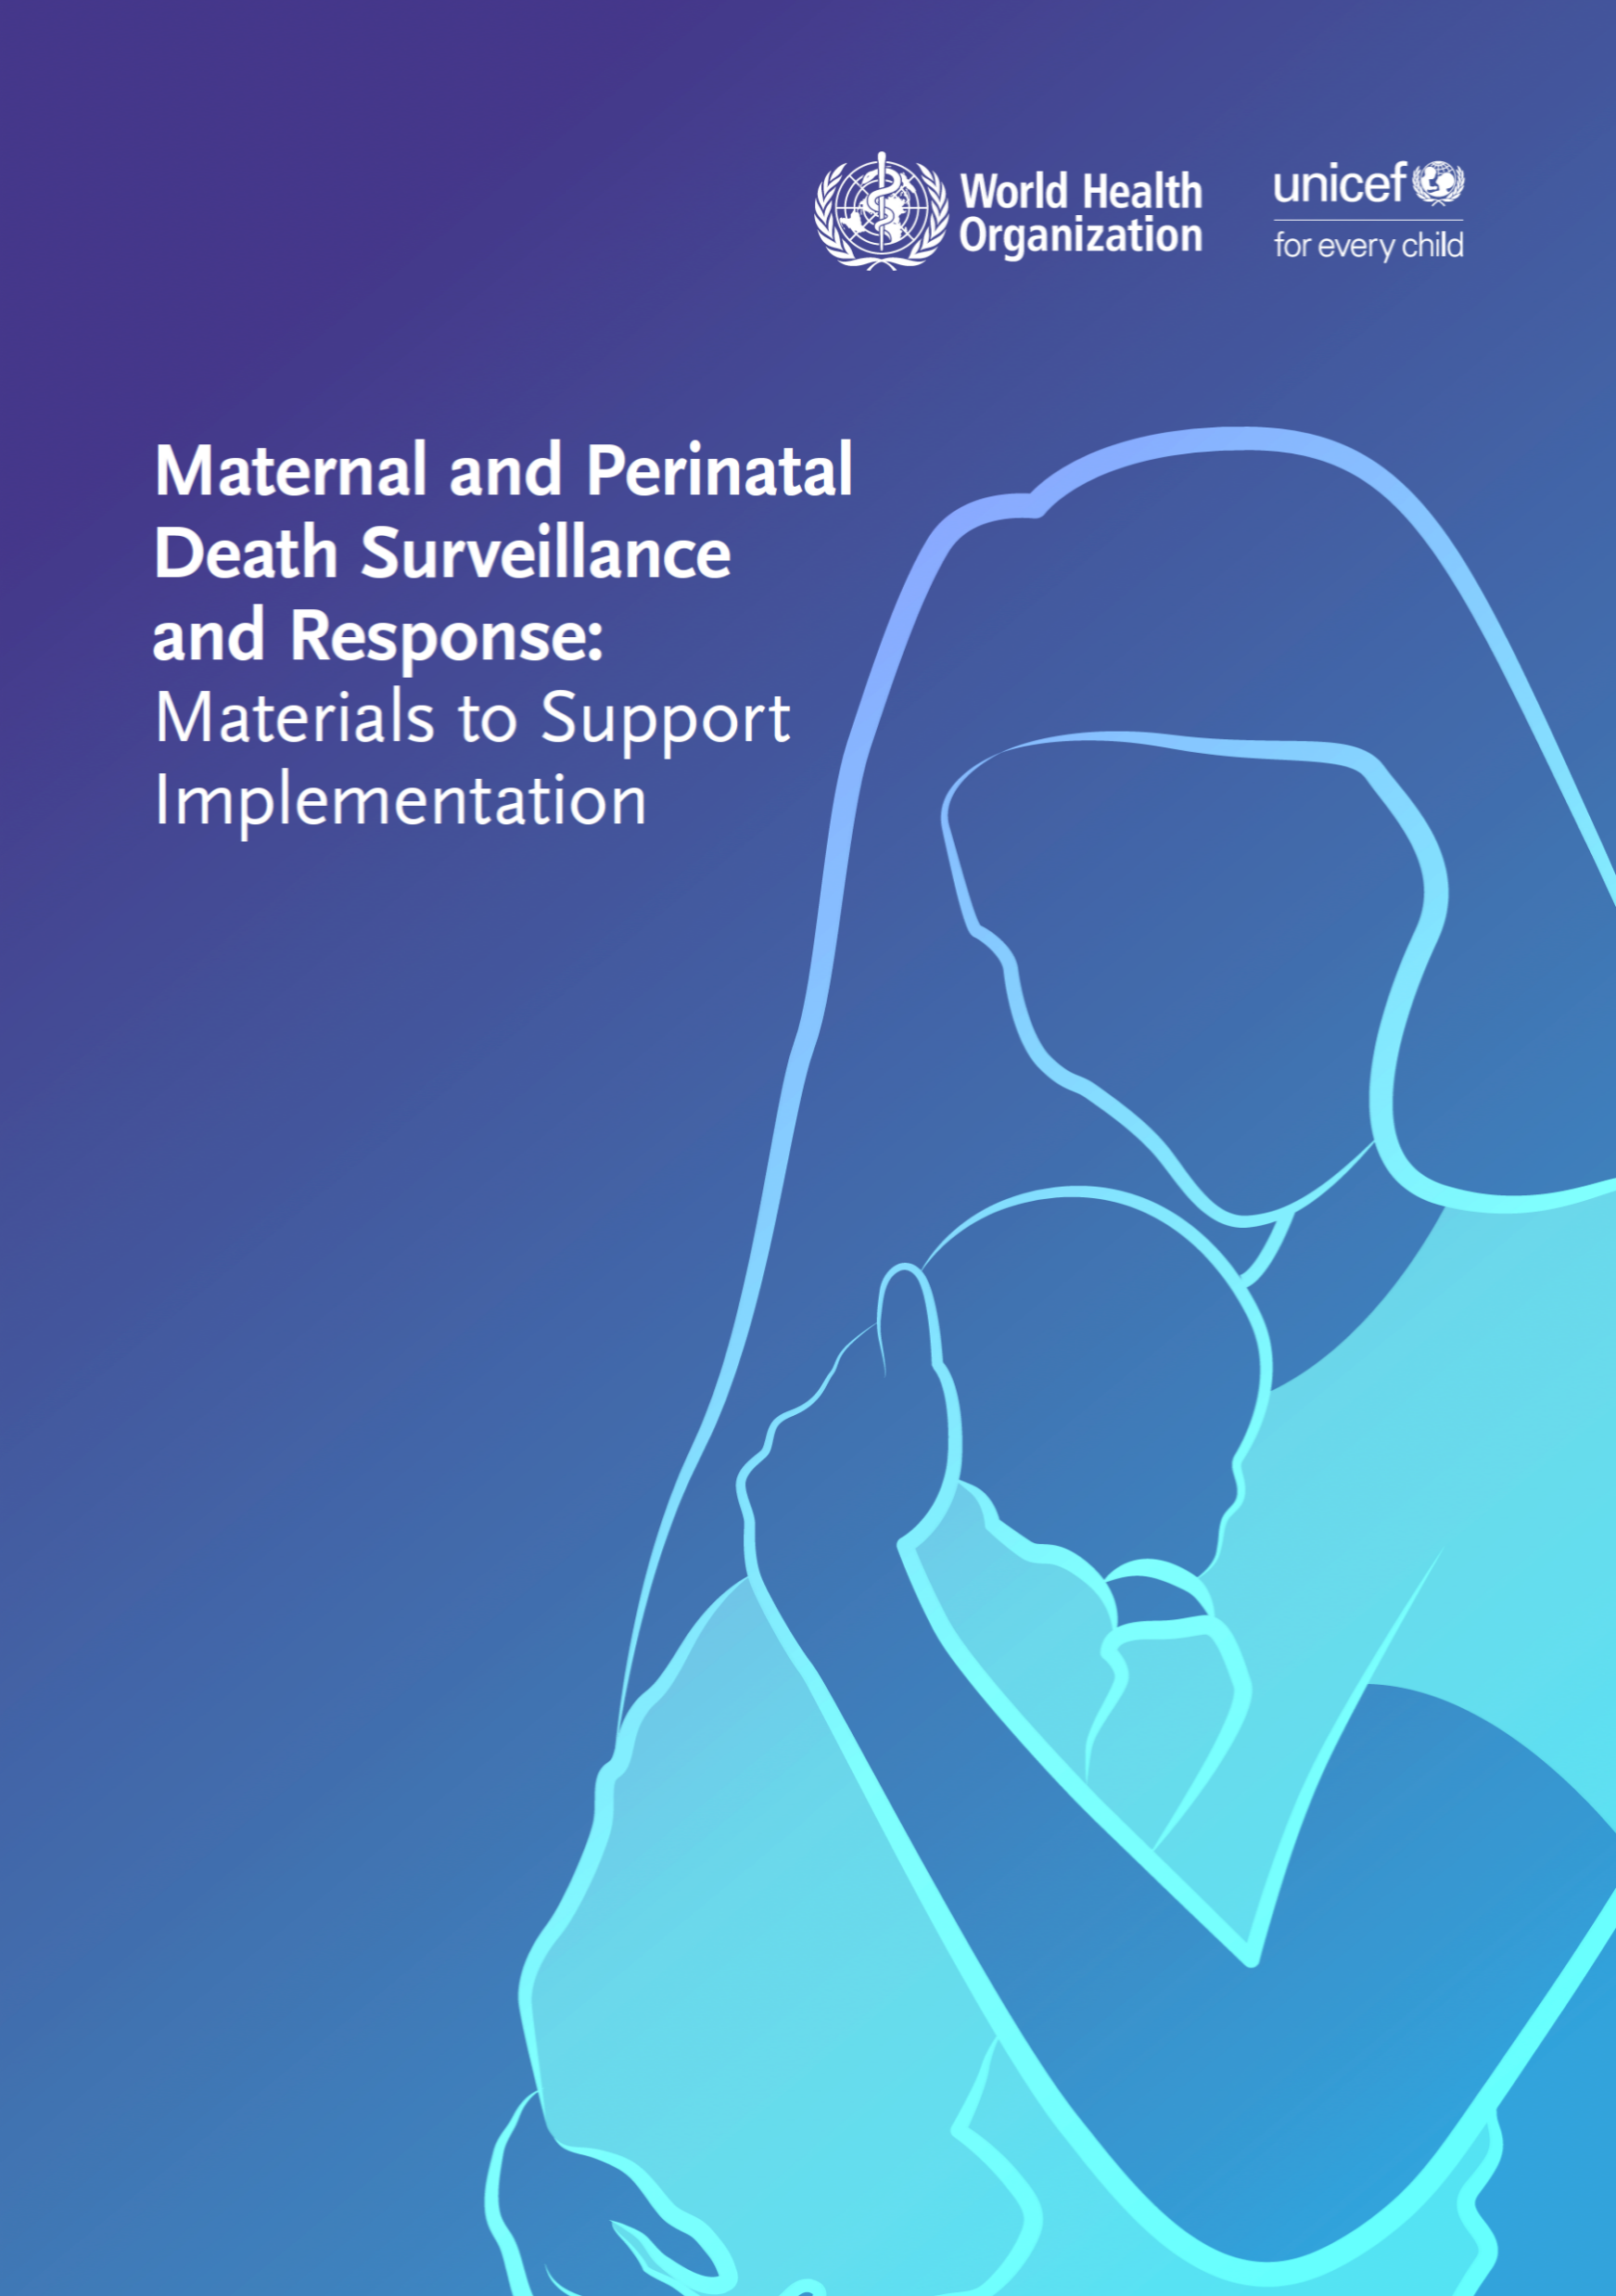 World Health
Organization
unicef
for every child
Maternal and Perinatal
Death Surveillance
and Response:
Materials to Support
Implementation